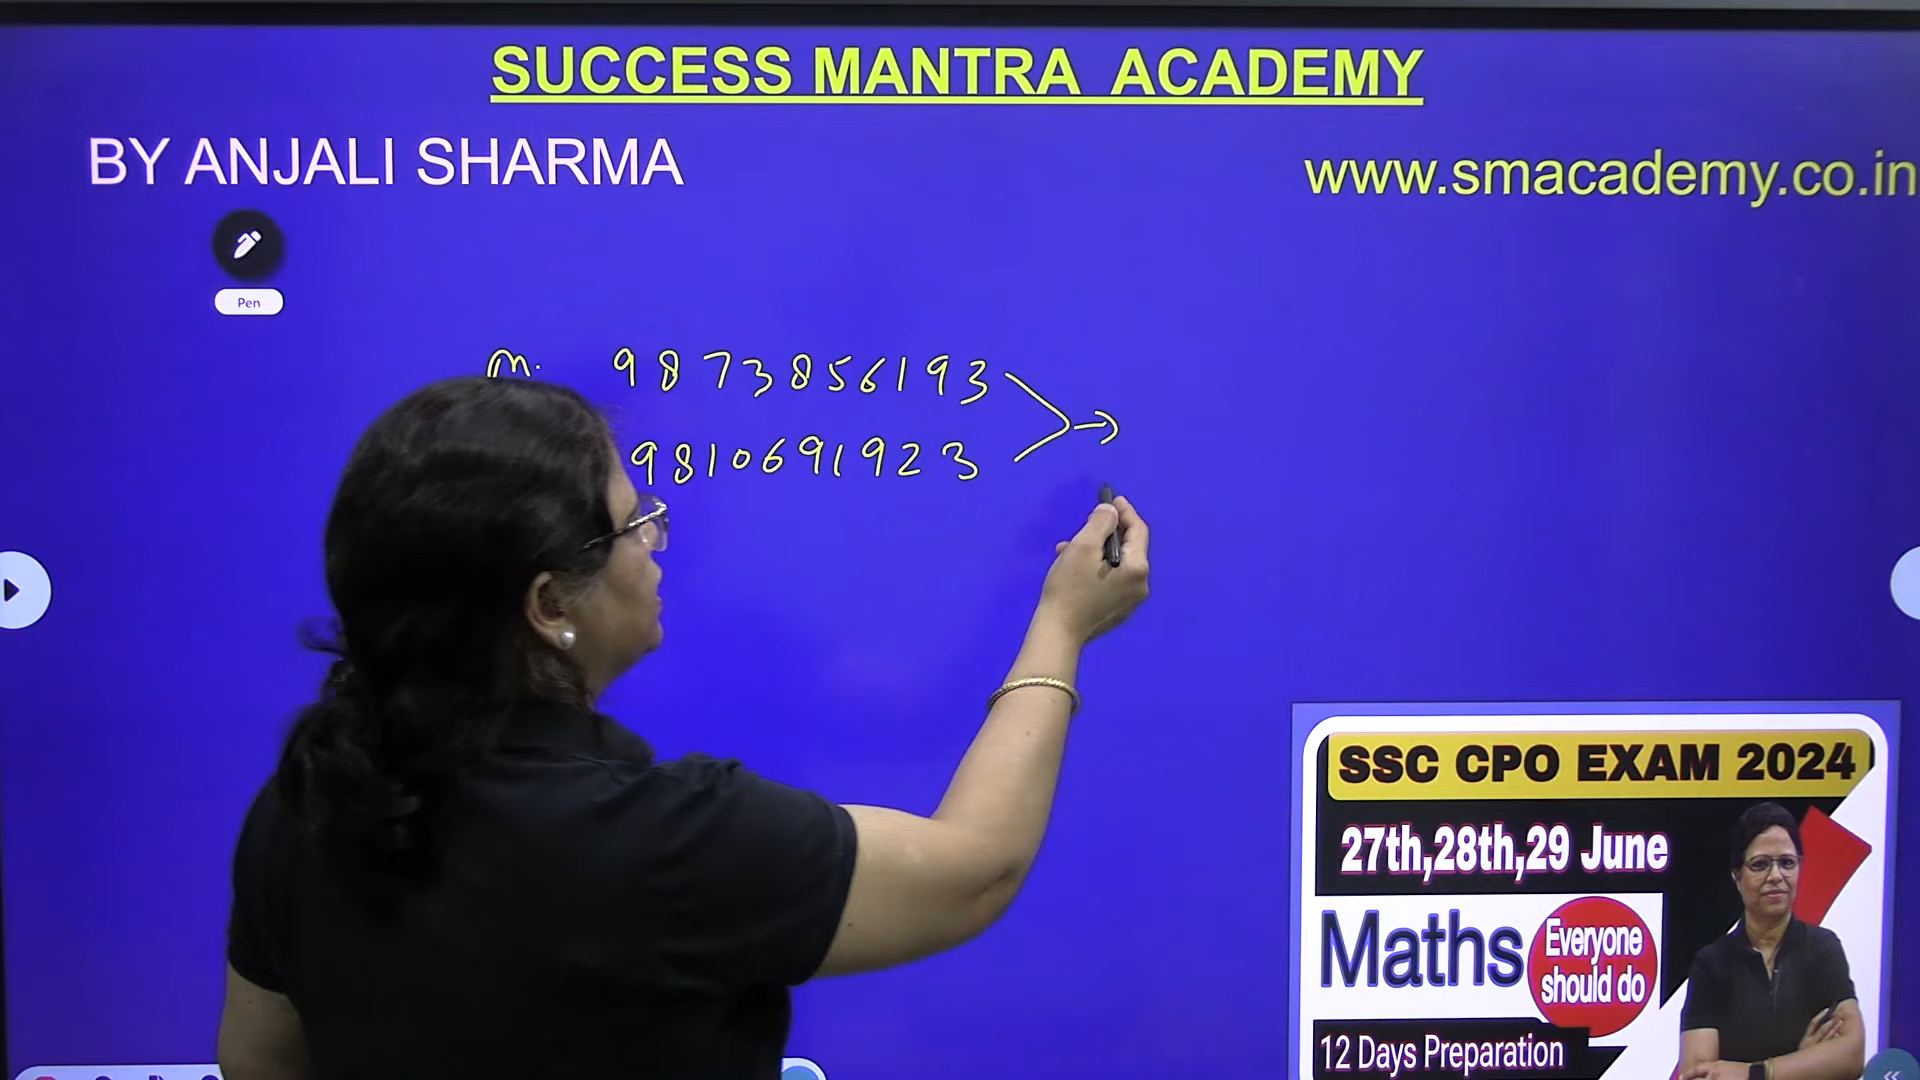 SUCCESS MANTRA ACADEMY
BY ANJALI SHARMA
www.smacademy.co.in
Pen
M. 9873856193
9810691923
SSC CPO EXAM 2024
27th,28th,29 June
Maths
Everyone
should do
12 Days Preparation